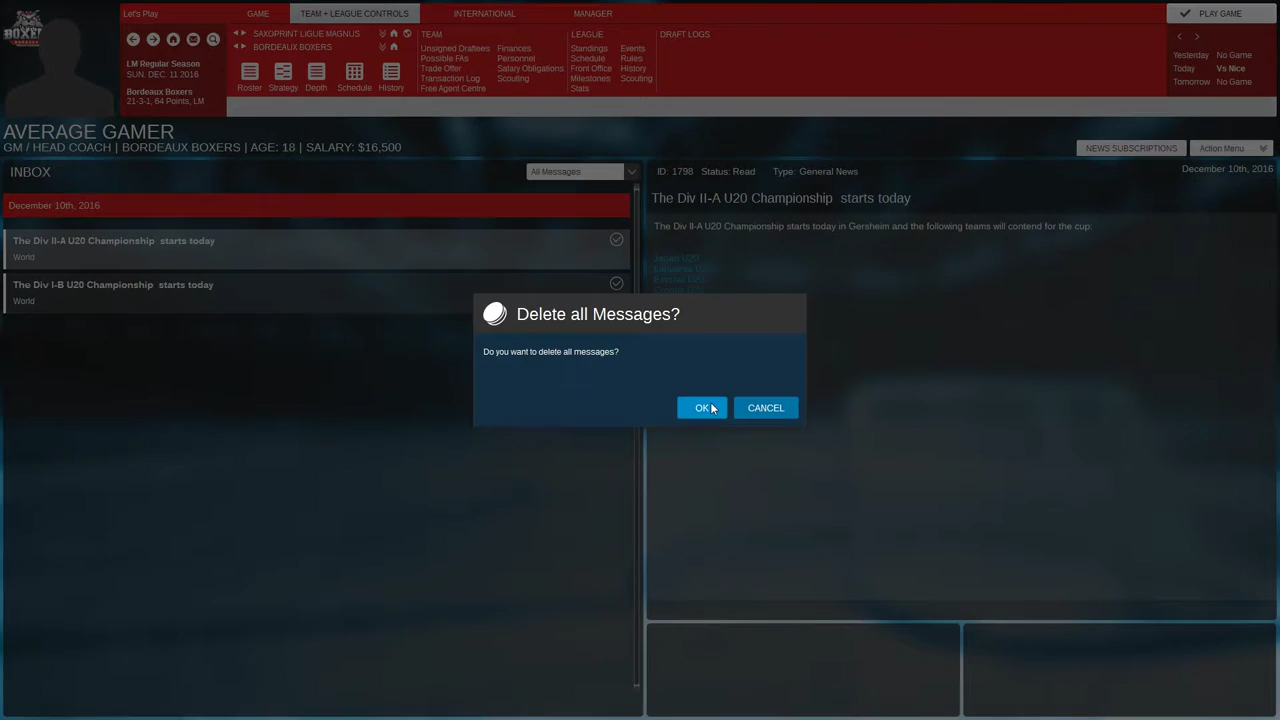 BOXERS
Let's Play
GAME
TEAM + LEAGUE CONTROLS
INTERNATIONAL
MANAGER
PLAY GAME
SAXOPRINT LIGUE MAGNUS
BORDEAUX BOXERS
LM Regular Season
SUN. DEC. 11 2016
Bordeaux Boxers
21-3-1, 64 Points, LM
Roster
Strategy
Depth
Schedule
History
TEAM
Unsigned Draftees
Possible FAs
Trade Offer
Transaction Log
Free Agent Centre
Finances
Personnel
Salary Obligations
Scouting
LEAGUE
Standings
Schedule
Front Office
Milestones
Stats
Events
Rules
History
Scouting
DRAFT LOGS
Yesterday No Game
Today Vs Nice
Tomorrow No Game
AVERAGE GAMER
GM / HEAD COACH | BORDEAUX BOXERS | AGE: 18 | SALARY: $16,500
NEWS SUBSCRIPTIONS
Action Menu
INBOX
All Messages
December 10th, 2016
The Div II-A U20 Championship starts today
World
The Div I-B U20 Championship starts today
World
ID: 1798 Status: Read Type: General News
December 10th, 2016
The Div II-A U20 Championship starts today
The Div II-A U20 Championship starts today in Gersheim and the following teams will contend for the cup:
Japan U20
Lithuania U20
Estonia U20
Delete all Messages?
Do you want to delete all messages?
OK
CANCEL